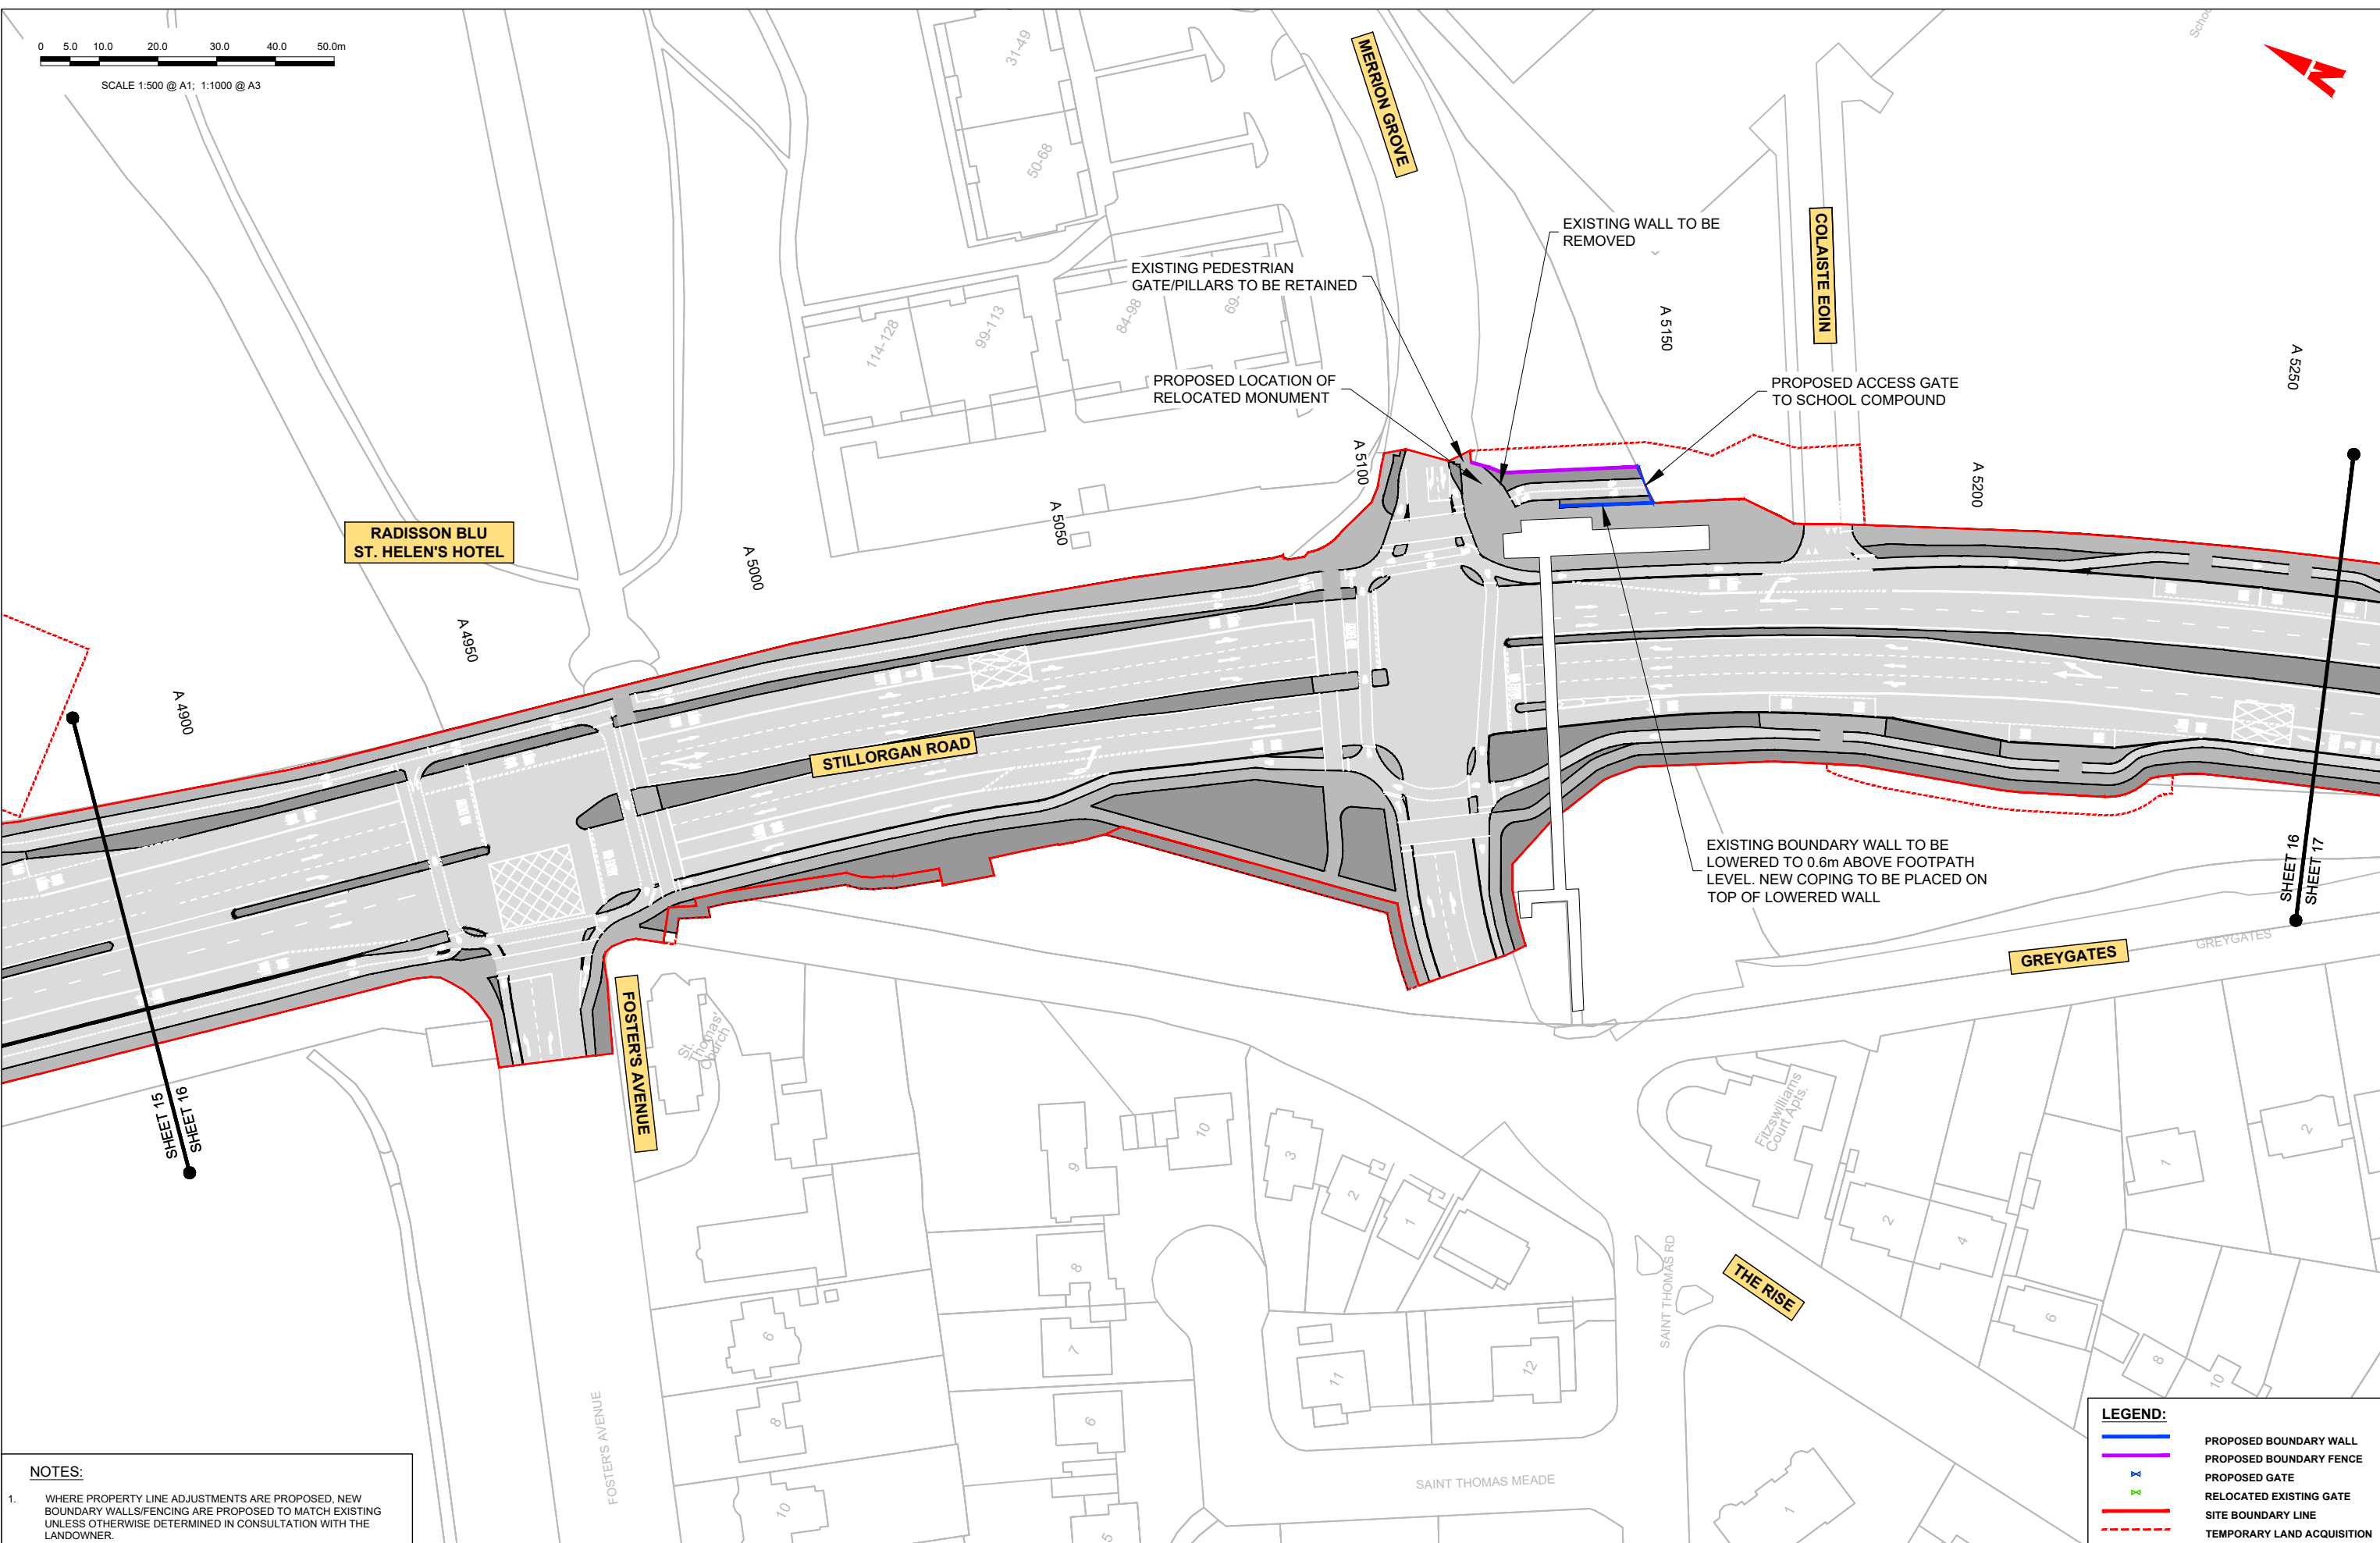 0 5.0 10.0 20.0 30.0 40.0 50.0m
SCALE 1:500 @ A1; 1:1000 @ A3
N
31-49
50-68
MERRION GROVE
COLAISTE EOIN
EXISTING WALL TO BE
REMOVED
EXISTING PEDESTRIAN
GATE/PILLARS TO BE RETAINED
114-128
99-113
84-98
69-
PROPOSED LOCATION OF
RELOCATED MONUMENT
PROPOSED ACCESS GATE
TO SCHOOL COMPOUND
A 4900
A 4950
A 5000
A 5050
A 5100
A 5150
A 5200
A 5250
RADISSON BLU
ST. HELEN'S HOTEL
STILLORGAN ROAD
EXISTING BOUNDARY WALL TO BE
LOWERED TO 0.6m ABOVE FOOTPATH
LEVEL. NEW COPING TO BE PLACED ON
TOP OF LOWERED WALL
SHEET 16
SHEET 17
GREYGATES
GREYGATES
SHEET 15
SHEET 16
FOSTER'S AVENUE
St.
Thomas'
Church
Fitzwilliams
Court Apts.
10
9
3
2
1
1
2
2
4
8
7
6
6
8
10
11
12
6
8
10
5
1
SAINT THOMAS RD
THE RISE
FOSTER'S AVENUE
SAINT THOMAS MEADE
NOTES:
1. WHERE PROPERTY LINE ADJUSTMENTS ARE PROPOSED, NEW
BOUNDARY WALLS/FENCING ARE PROPOSED TO MATCH EXISTING
UNLESS OTHERWISE DETERMINED IN CONSULTATION WITH THE
LANDOWNER.
LEGEND:
PROPOSED BOUNDARY WALL
PROPOSED BOUNDARY FENCE
PROPOSED GATE
RELOCATED EXISTING GATE
SITE BOUNDARY LINE
TEMPORARY LAND ACQUISITION